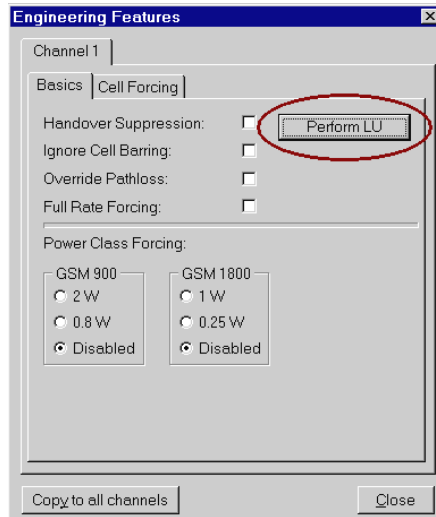 Engineering Features
Channel 1
Basics
Cell Forcing
Handover Suppression:
Perform LU
Ignore Cell Barring:
Override Pathloss:
Full Rate Forcing:
Power Class Forcing:
GSM 900
2 W
0.8 W
Disabled
GSM 1800
1 W
0.25 W
Disabled
Copy to all channels
Close